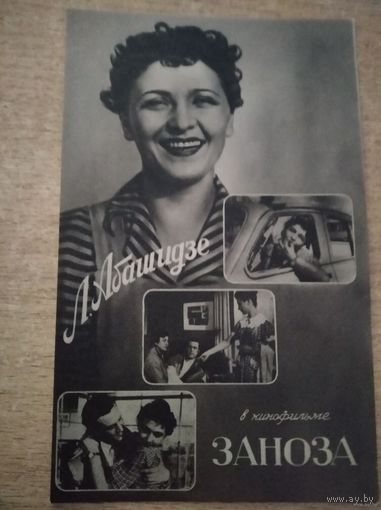 Л. Абашидзе
в кинофильме
ЗАНОЗА
www.ay.by